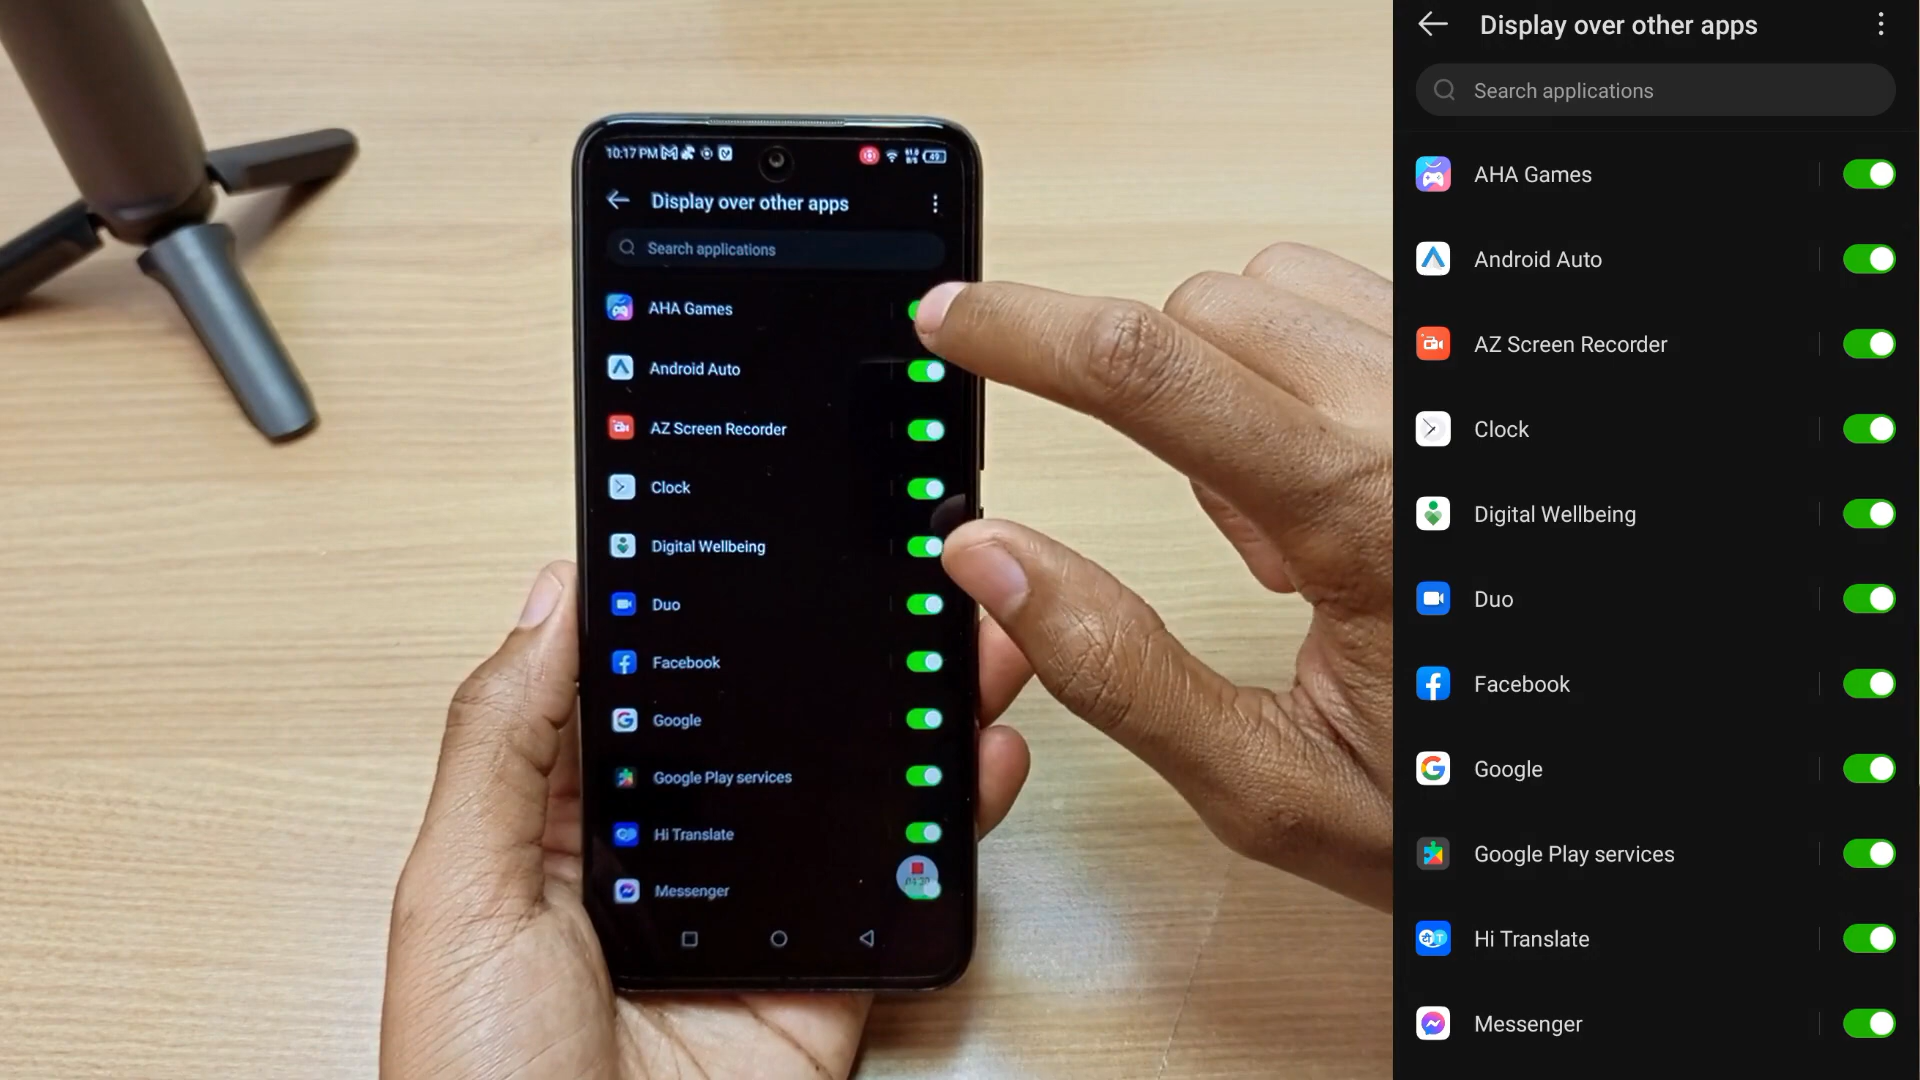 10:17 PM
49
Display over other apps
Search applications
AHA Games
Android Auto
AZ Screen Recorder
Clock
Digital Wellbeing
Duo
Facebook
Google
Google Play services
Hi Translate
Messenger
Display over other apps
Search applications
AHA Games
Android Auto
AZ Screen Recorder
Clock
Digital Wellbeing
Duo
Facebook
Google
Google Play services
Hi Translate
Messenger